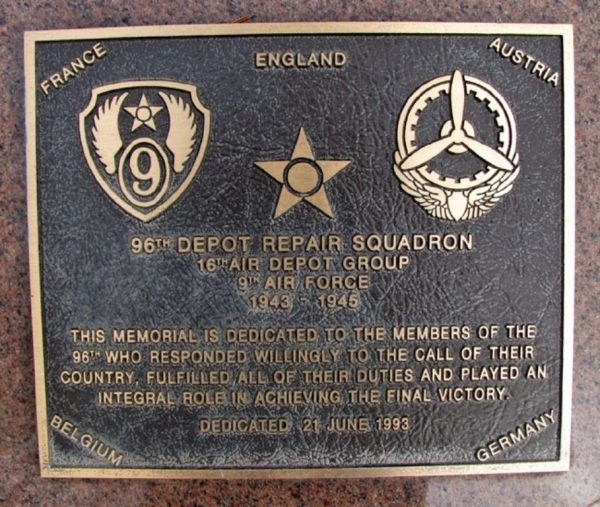 FRANCE
ENGLAND
AUSTRIA
9
96TH DEPOT REPAIR SQUADRON
16TH AIR DEPOT GROUP
9TH AIR FORCE
1943 - 1945
THIS MEMORIAL IS DEDICATED TO THE MEMBERS OF THE
96TH WHO RESPONDED WILLINGLY TO THE CALL OF THEIR
COUNTRY, FULFILLED ALL OF THEIR DUTIES AND PLAYED AN
INTEGRAL ROLE IN ACHIEVING THE FINAL VICTORY.
DEDICATED 21 JUNE 1993
BELGIUM
GERMANY